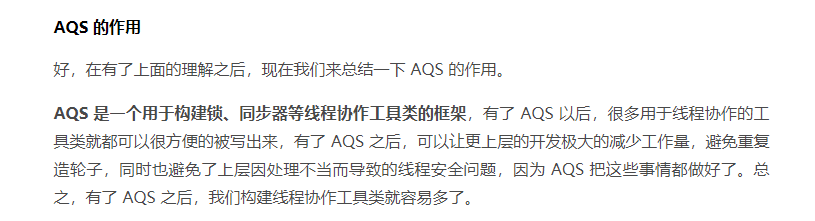 AQS 的作用
好，在有了上面的理解之后，现在我们来总结一下 AQS 的作用。
AQS 是一个用于构建锁、同步器等线程协作工具类的框架，有了 AQS 以后，很多用于线程协作的工
具类就都可以很方便的被写出来，有了 AQS 之后，可以让更上层的开发极大的减少工作量，避免重复
造轮子，同时也避免了上层因处理不当而导致的线程安全问题，因为 AQS 把这些事情都做好了。总
之，有了 AQS 之后，我们构建线程协作工具类就容易多了。